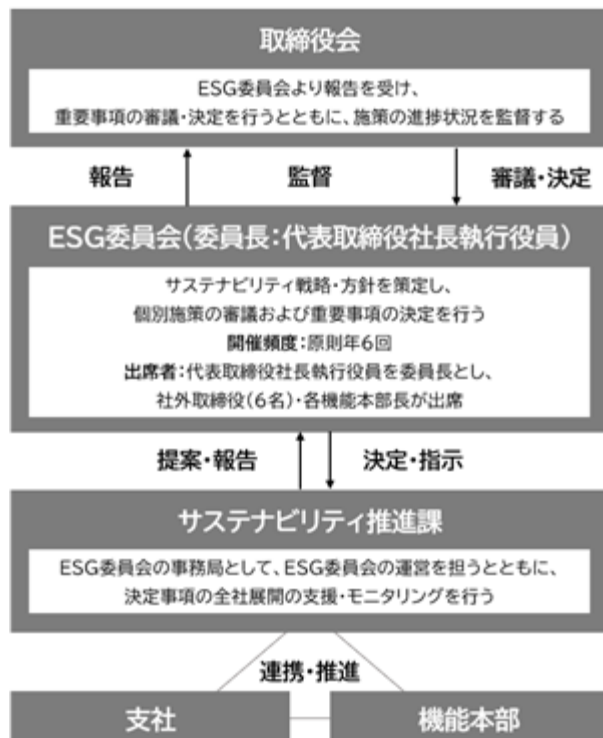 取締役会
ESG委員会より報告を受け、
重要事項の審議・決定を行うとともに、施策の進捗状況を監督する
報告 監督 審議・決定
ESG委員会(委員長:代表取締役社長執行役員)
サステナビリティ戦略・方針を策定し、
個別施策の審議および重要事項の決定を行う
開催頻度:原則年6回
出席者:代表取締役社長執行役員を委員長とし、
社外取締役(6名)・各機能本部長が出席
提案・報告 決定・指示
サステナビリティ推進課
ESG委員会の事務局として、ESG委員会の運営を担うとともに、
決定事項の全社展開の支援・モニタリングを行う
連携・推進
支社 機能本部